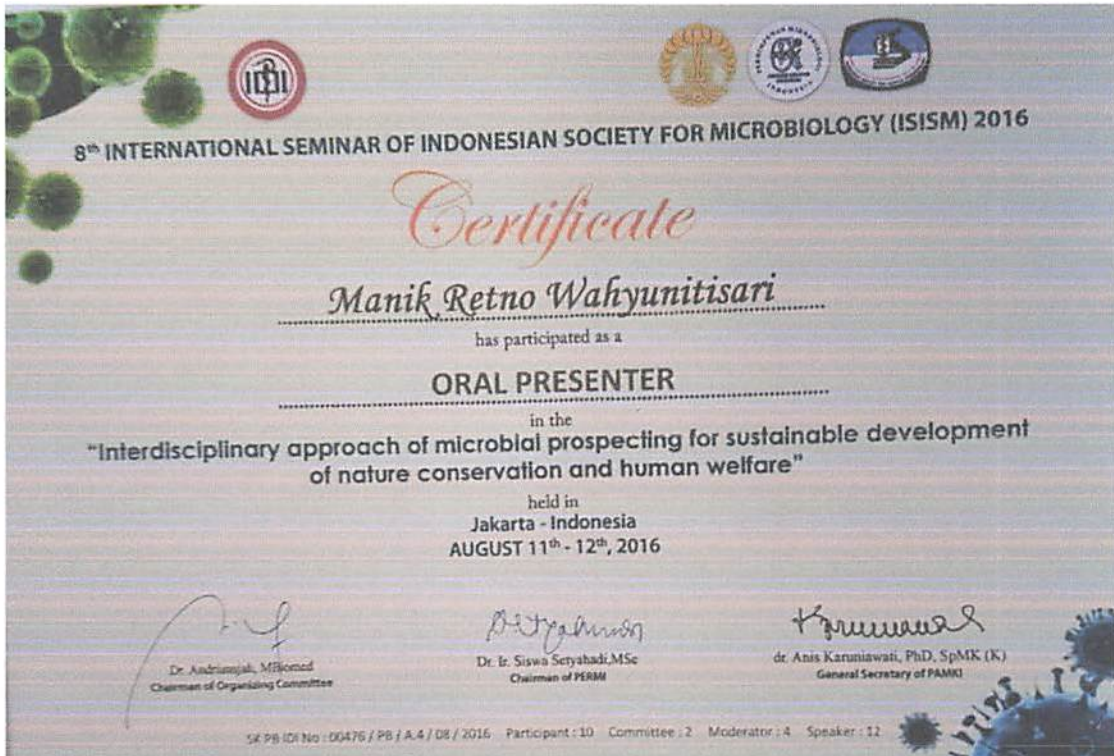 IDI
PERHIMPUNAN MIKROBIOLOGI
INDONESIA
8th INTERNATIONAL SEMINAR OF INDONESIAN SOCIETY FOR MICROBIOLOGY (ISISM) 2016
Certificate
Manik Retno Wahyunitisari
has participated as a
ORAL PRESENTER
in the
"Interdisciplinary approach of microbial prospecting for sustainable development
of nature conservation and human welfare"
held in
Jakarta - Indonesia
AUGUST 11th - 12th, 2016
Dr. Andriansjah, MBiomed
Chairman of Organizing Committee
Dr. Ir. Siswa Setyahadi,MSc
Chairman of PERMI
dr. Anis Karuniawati, PhD, SpMK (K)
General Secretary of PAMKI
SK PB IDI No : 00476 / PB / A.4 / 08 / 2016 Participant : 10 Committee : 2 Moderator : 4 Speaker : 12